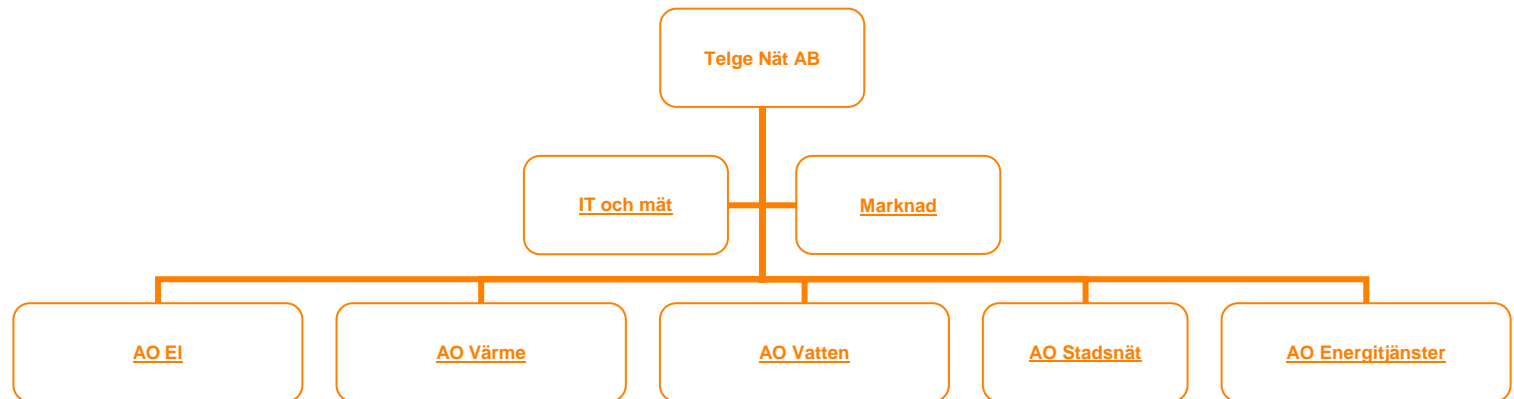 Telge Nät AB
IT och mät
Marknad
AO El
AO Värme
AO Vatten
AO Stadsnät
AO Energitjänster